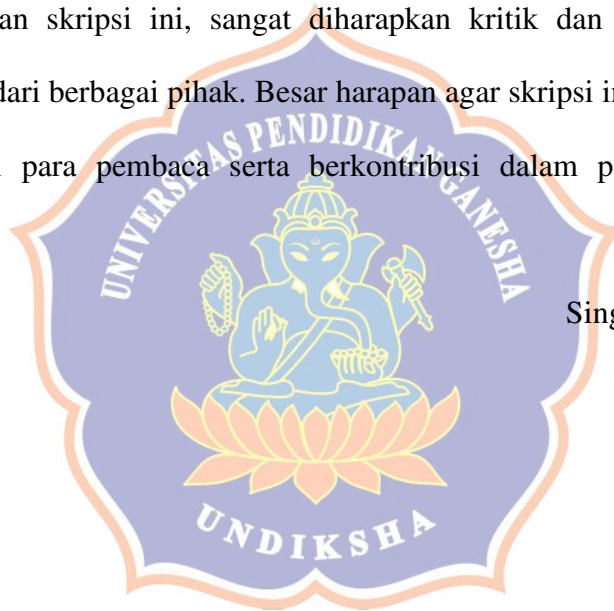 an skripsi ini, sangat diharapkan kritik dan
dari berbagai pihak. Besar harapan agar skripsi in
para pembaca serta berkontribusi dalam p
UNIVERSITAS PENDIDIKAN GANESHA
Sing
UNDIKSHA